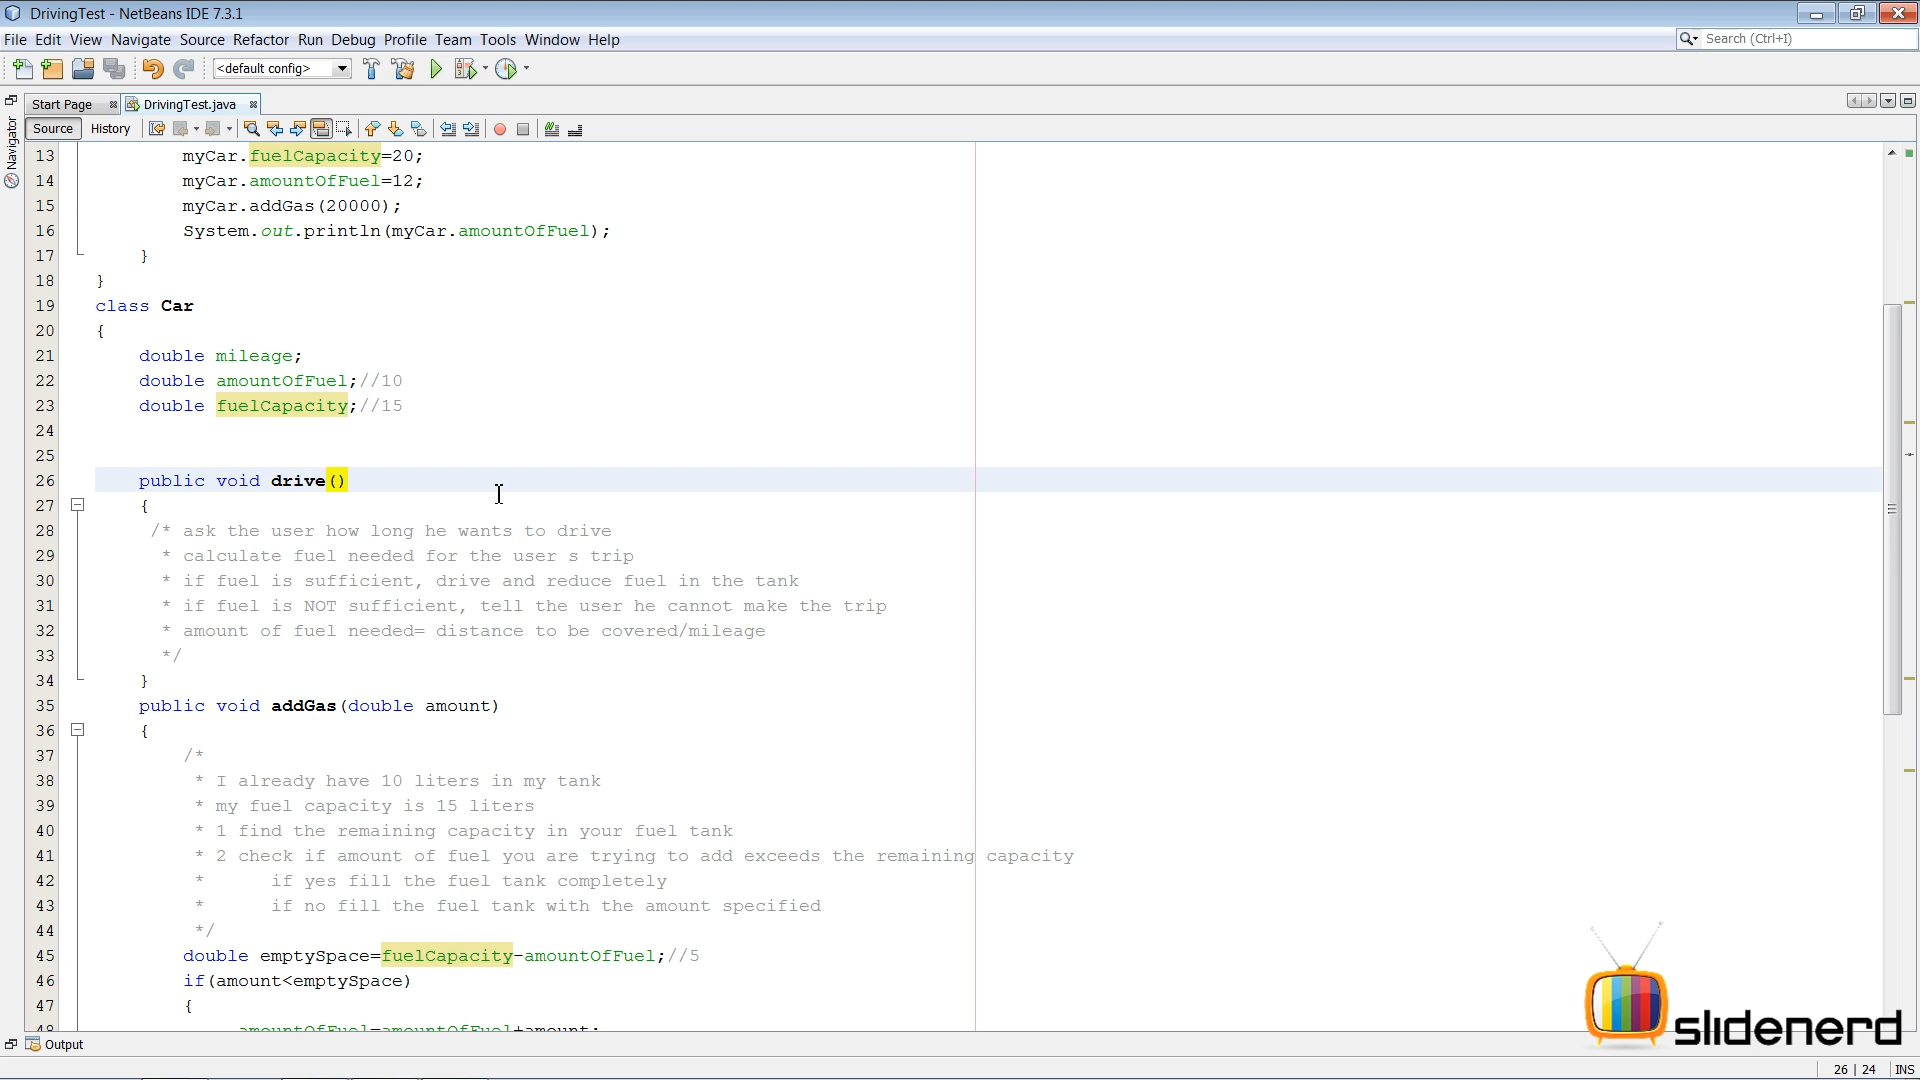 DrivingTest - NetBeans IDE 7.3.1
File Edit View Navigate Source Refactor Run Debug Profile Team Tools Window Help
Search (Ctrl+I)
<default config>
Start Page DrivingTest.java
Navigator
Source History
13 myCar.fuelCapacity=20;
14 myCar.amountOfFuel=12;
15 myCar.addGas(20000);
16 System.out.println(myCar.amountOfFuel);
17 }
18 }
19 class Car
20 {
21 double mileage;
22 double amountOfFuel;//10
23 double fuelCapacity;//15
24
25
26 public void drive()
27 {
28 /* ask the user how long he wants to drive
29 * calculate fuel needed for the user s trip
30 * if fuel is sufficient, drive and reduce fuel in the tank
31 * if fuel is NOT sufficient, tell the user he cannot make the trip
32 * amount of fuel needed= distance to be covered/mileage
33 */
34 }
35 public void addGas(double amount)
36 {
37 /*
38 * I already have 10 liters in my tank
39 * my fuel capacity is 15 liters
40 * 1 find the remaining capacity in your fuel tank
41 * 2 check if amount of fuel you are trying to add exceeds the remaining capacity
42 * if yes fill the fuel tank completely
43 * if no fill the fuel tank with the amount specified
44 */
45 double emptySpace=fuelCapacity-amountOfFuel;//5
46 if(amount<emptySpace)
47 {
48 amountOfFuel=amountOfFuel+amount;
slidenerd
Output
26 | 24 INS